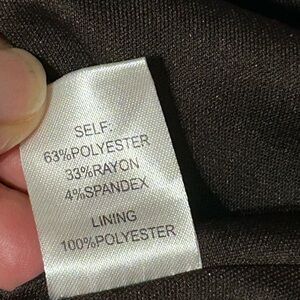 SELF:
63%POLYESTER
33%RAYON
4%SPANDEX
LINING
100%POLYESTER